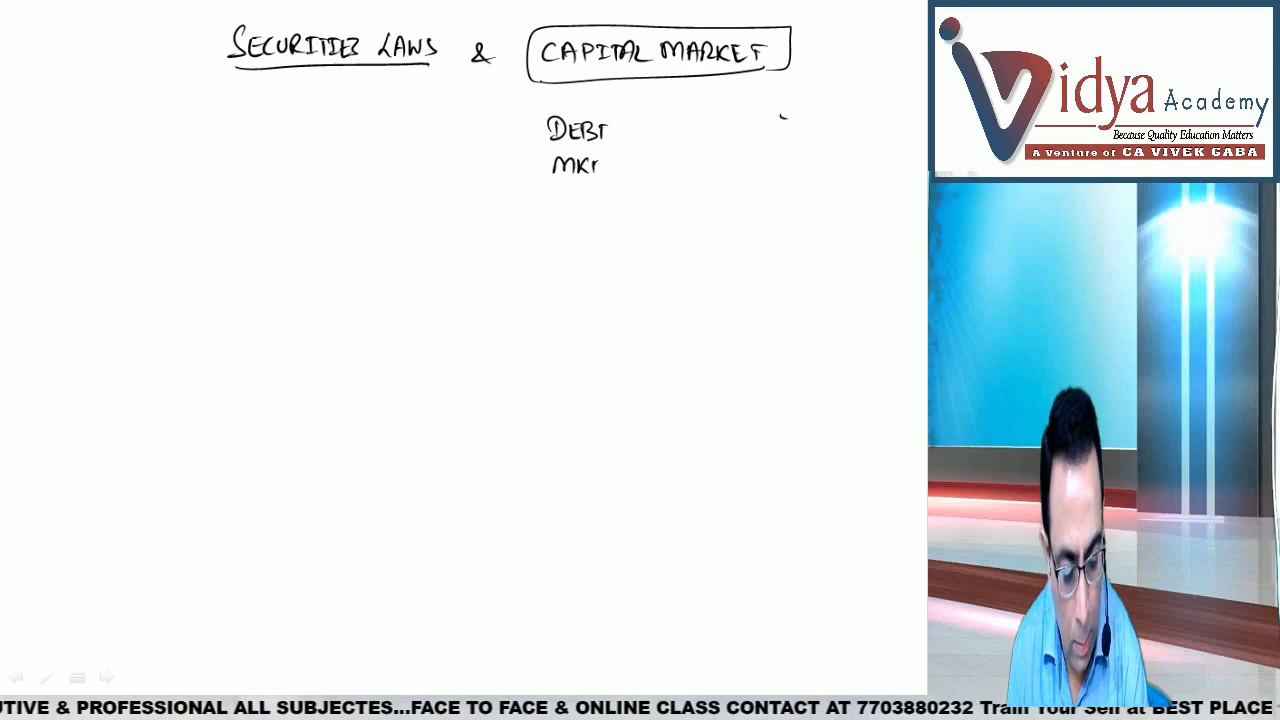 SECURITIES LAWS & CAPITAL MARKET
DEBT
MKT
Vidya Academy
Because Quality Education Matters
A Venture of CA VIVEK GABA
UTIVE & PROFESSIONAL ALL SUBJECTES...FACE TO FACE & ONLINE CLASS CONTACT AT 7703880232 Train Your Self at BEST PLACE